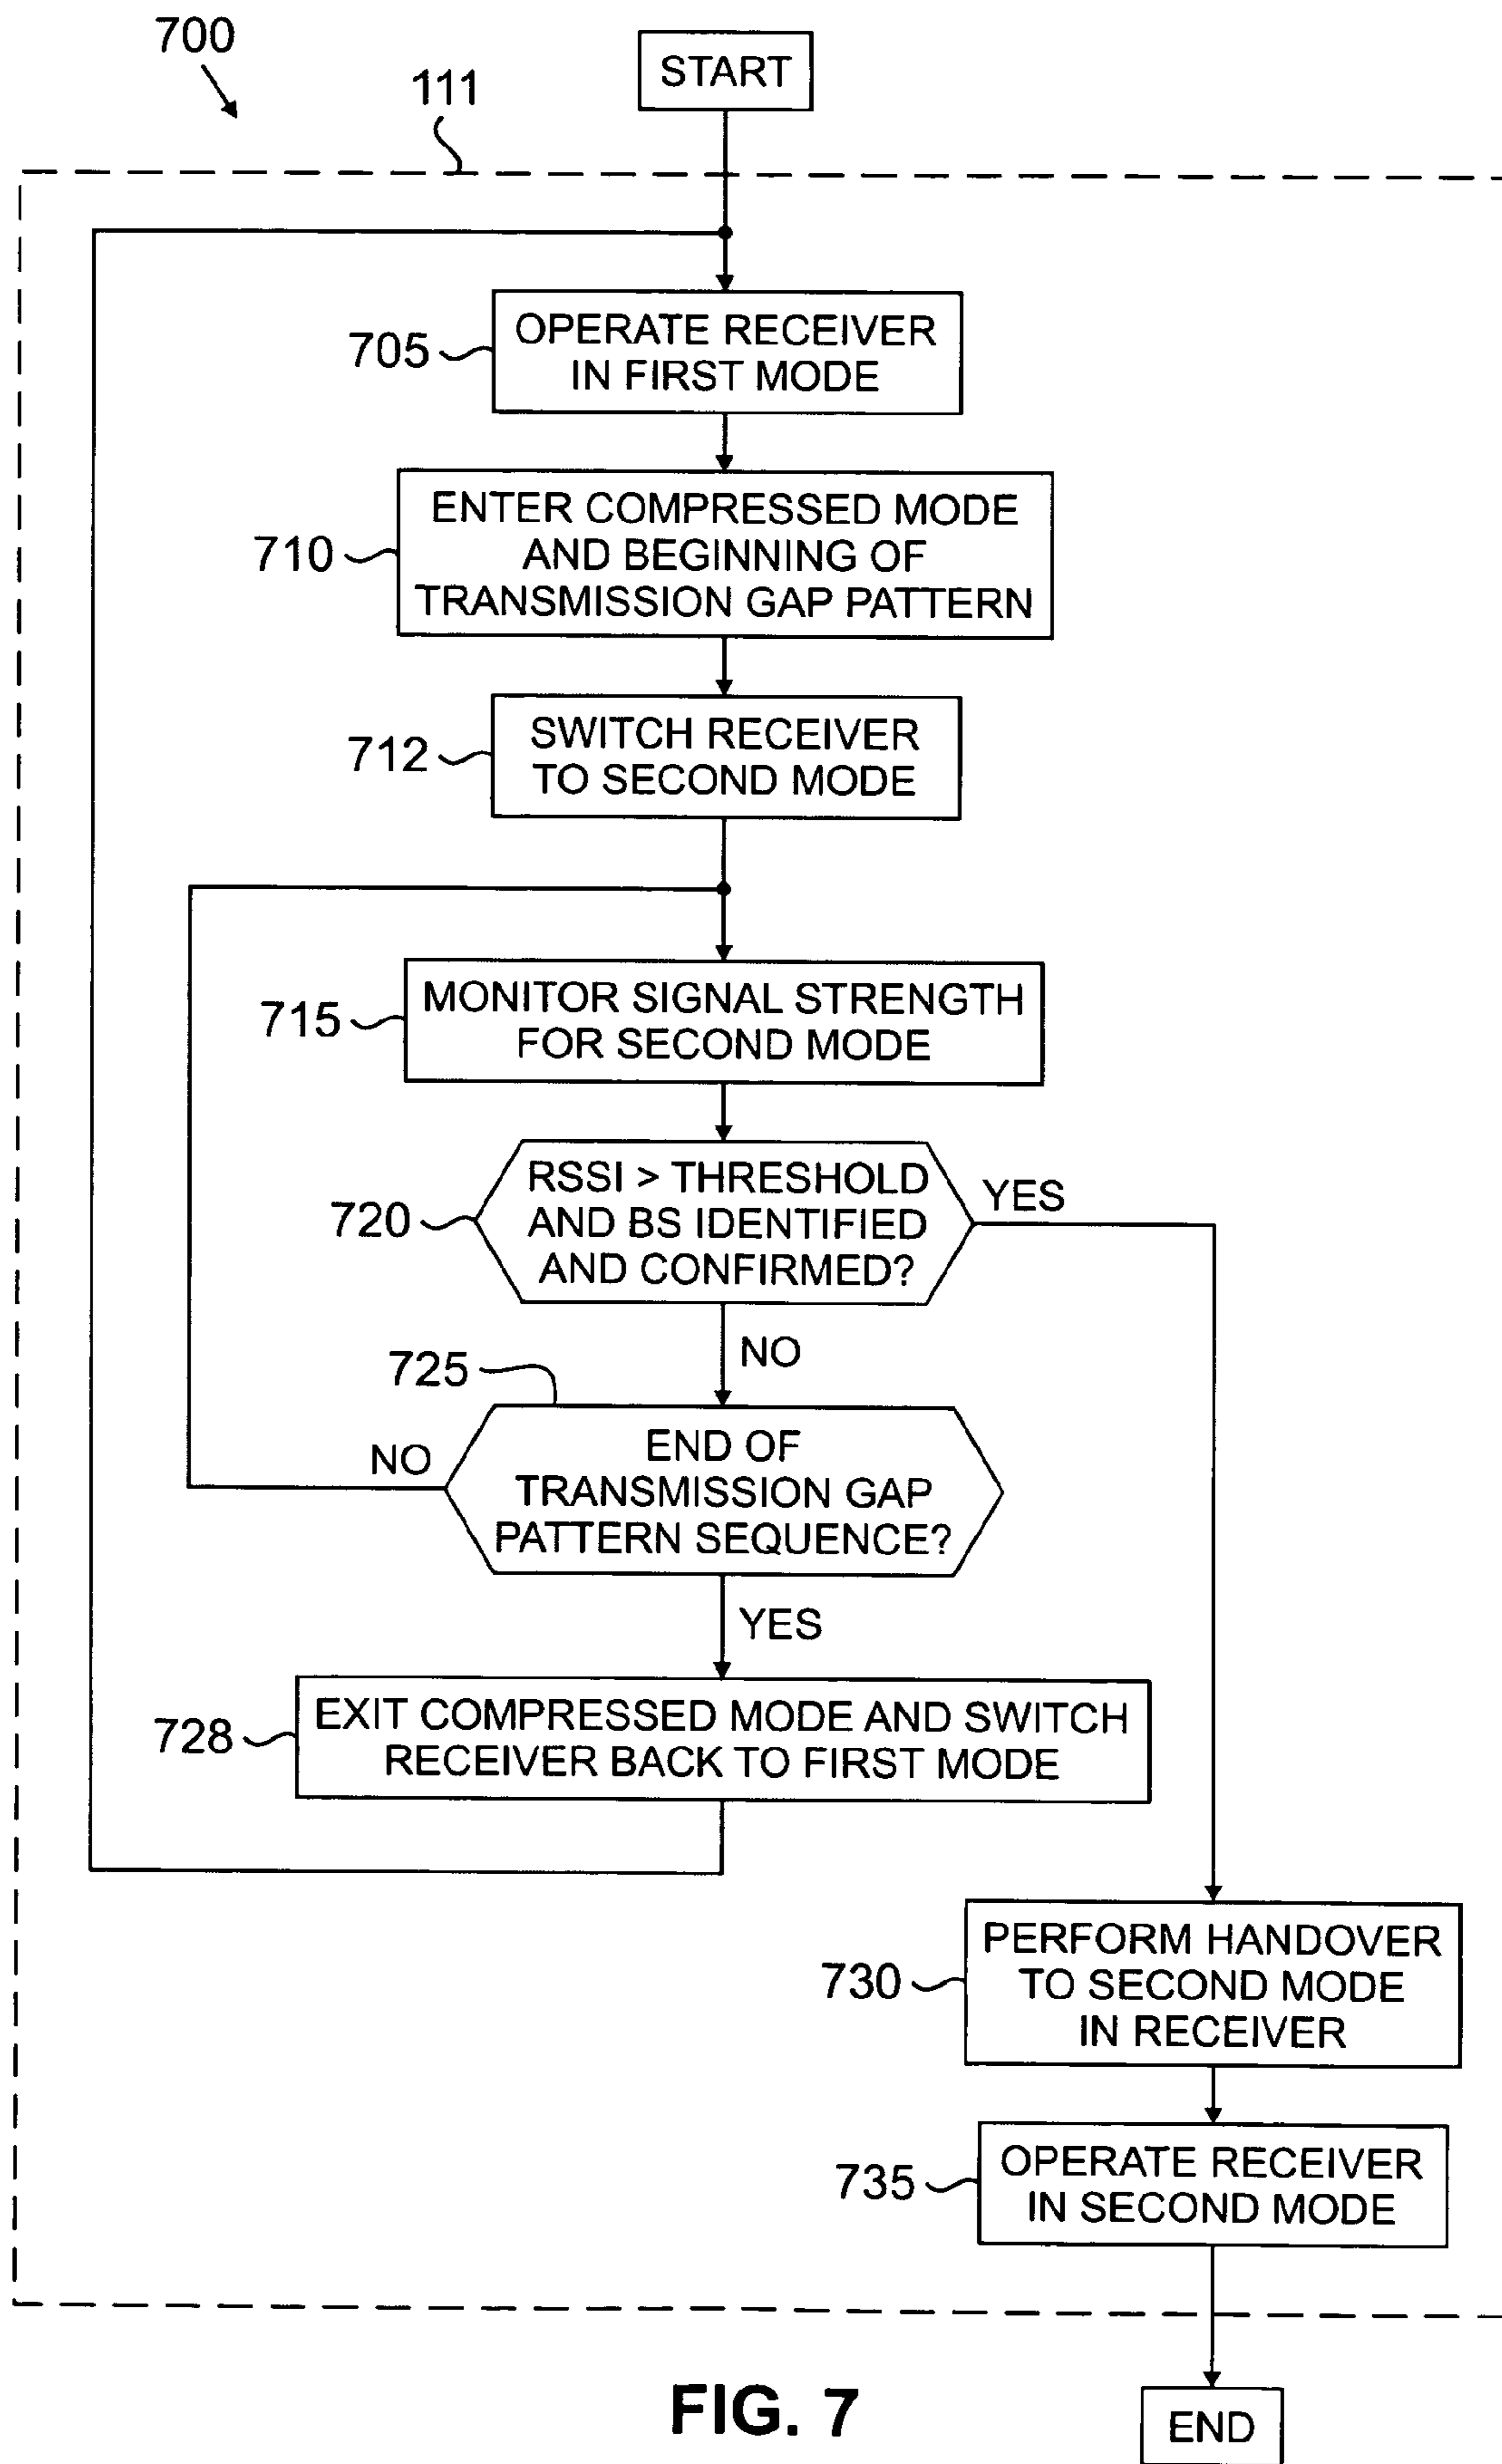 700
START
111
705
OPERATE RECEIVER
IN FIRST MODE
710
ENTER COMPRESSED MODE
AND BEGINNING OF
TRANSMISSION GAP PATTERN
712
SWITCH RECEIVER
TO SECOND MODE
715
MONITOR SIGNAL STRENGTH
FOR SECOND MODE
720
RSSI > THRESHOLD
AND BS IDENTIFIED
AND CONFIRMED?
YES
NO
725
END OF
TRANSMISSION GAP
PATTERN SEQUENCE?
NO
YES
728
EXIT COMPRESSED MODE AND SWITCH
RECEIVER BACK TO FIRST MODE
730
PERFORM HANDOVER
TO SECOND MODE
IN RECEIVER
735
OPERATE RECEIVER
IN SECOND MODE
FIG. 7
END